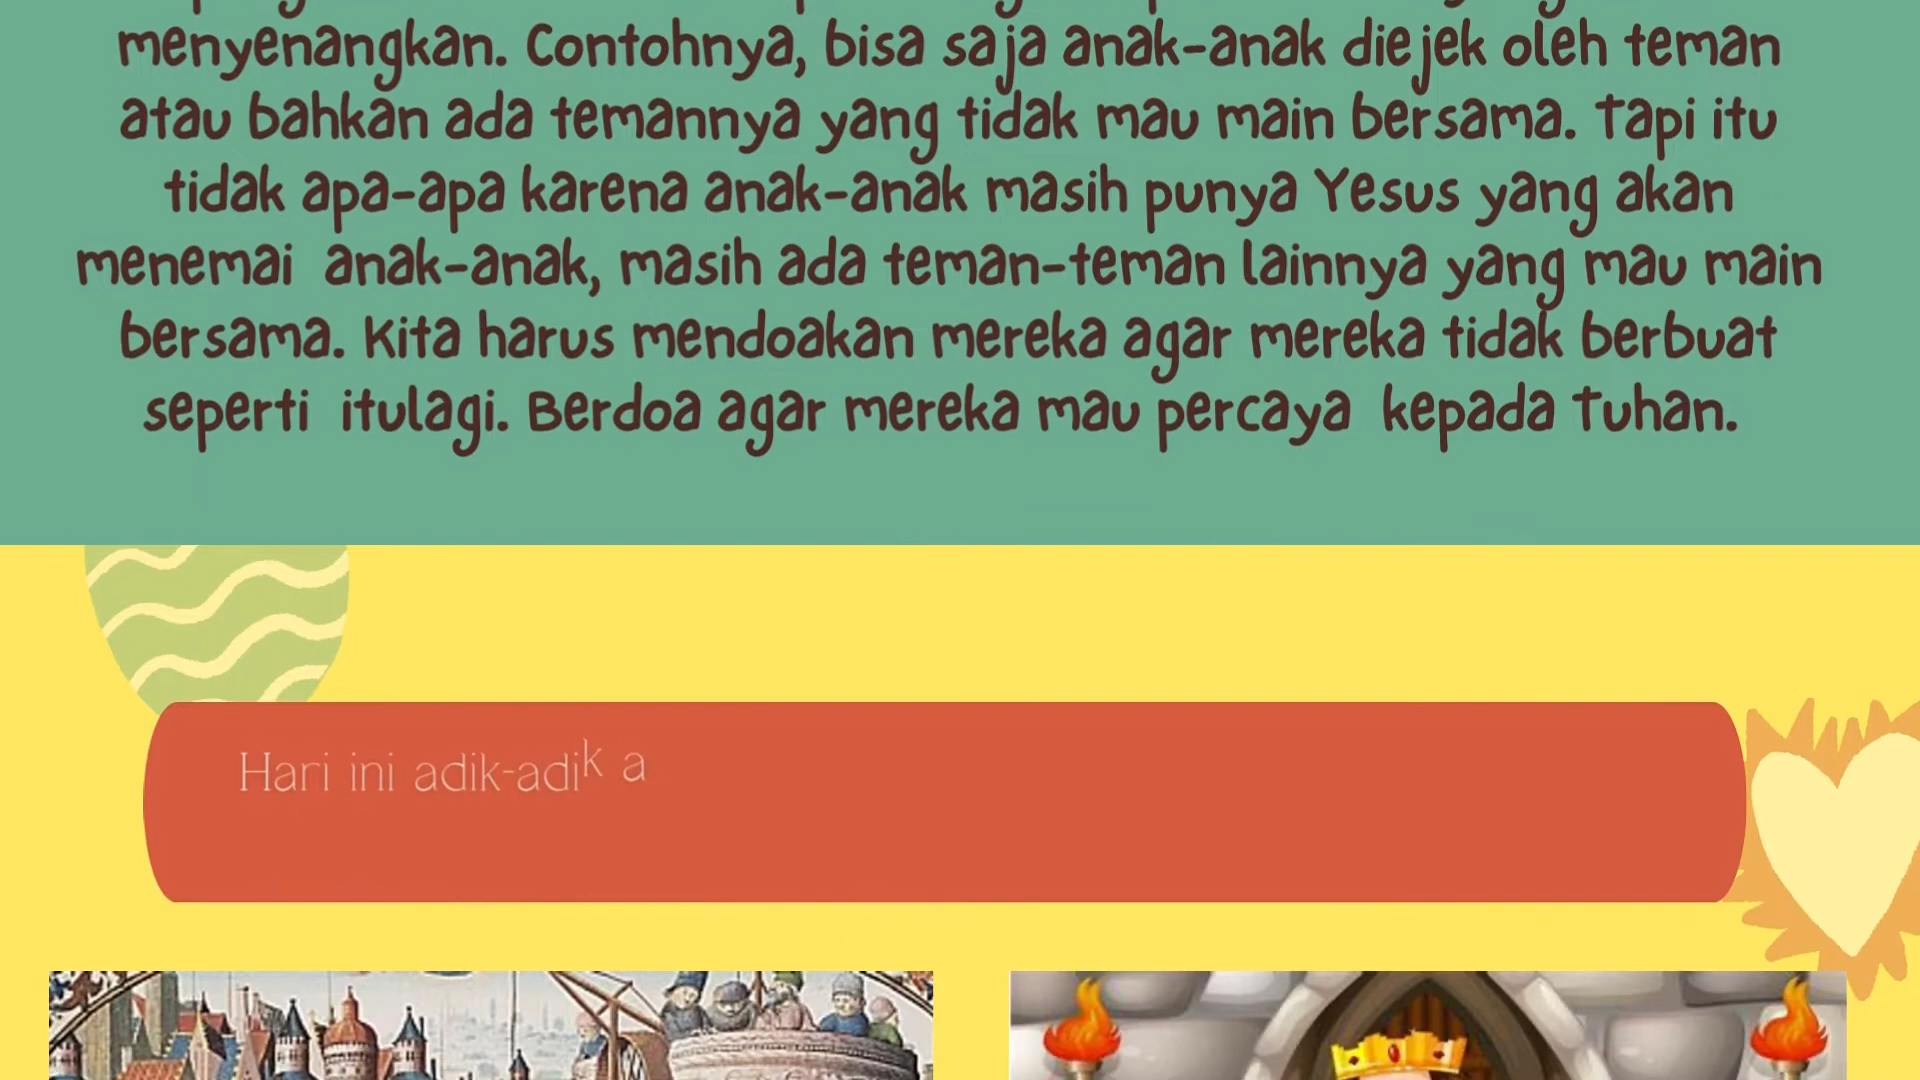 menyenangkan. Contohnya, bisa saja anak-anak diejek oleh teman
atau bahkan ada temannya yang tidak mau main bersama. Tapi itu
tidak apa-apa karena anak-anak masih punya Yesus yang akan
menemai anak-anak, masih ada teman-teman lainnya yang mau main
bersama. Kita harus mendoakan mereka agar mereka tidak berbuat
seperti itulagi. Berdoa agar mereka mau percaya kepada Tuhan.
Hari ini adik-adik a